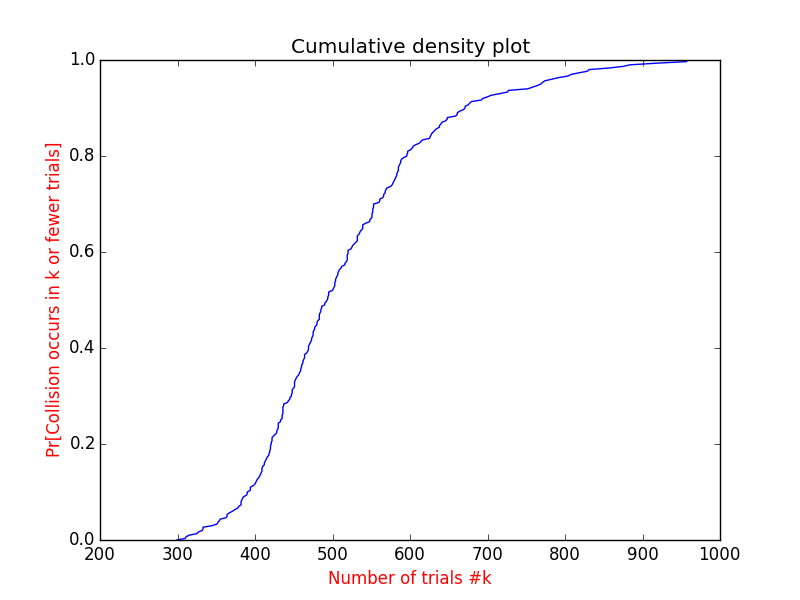 Cumulative density plot
Pr[Collision occurs in k or fewer trials]
1.0
0.8
0.6
0.4
0.2
0.0
200 300 400 500 600 700 800 900 1000
Number of trials #k